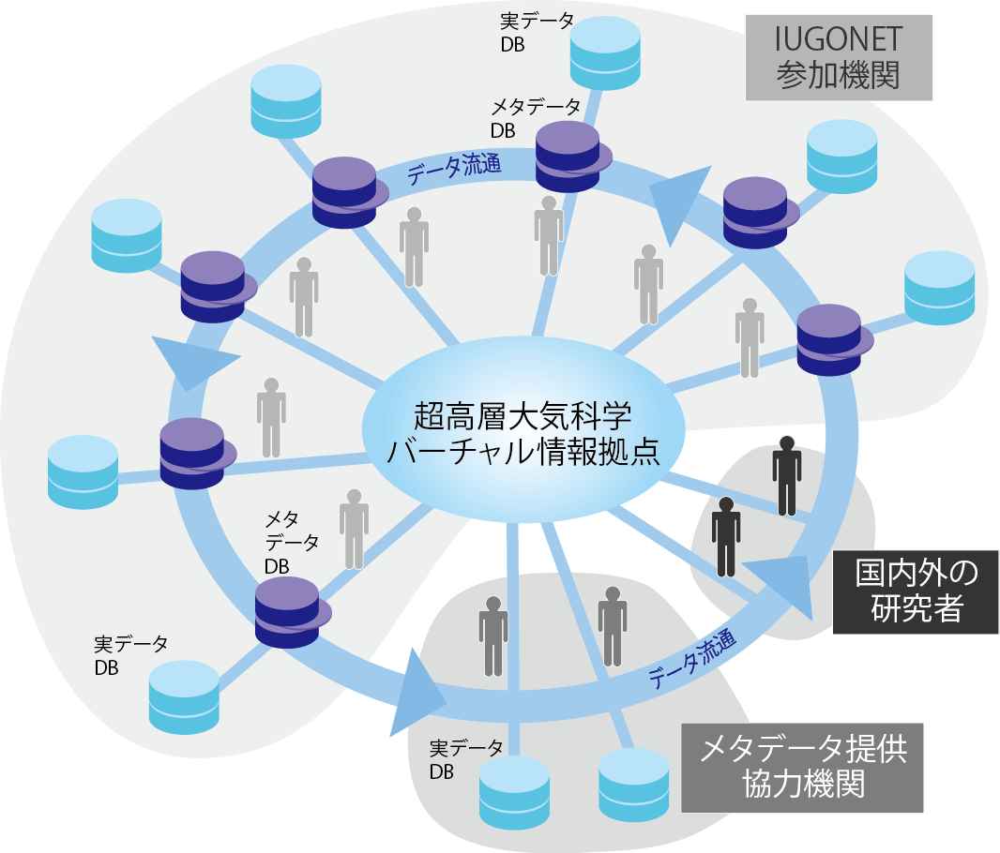 実データ
DB
IUGONET
参加機関
メタデータ
DB
データ流通
超高層大気科学
バーチャル情報拠点
メタ
データ
DB
国内外の
研究者
実データ
DB
データ流通
実データ
DB
メタデータ提供
協力機関